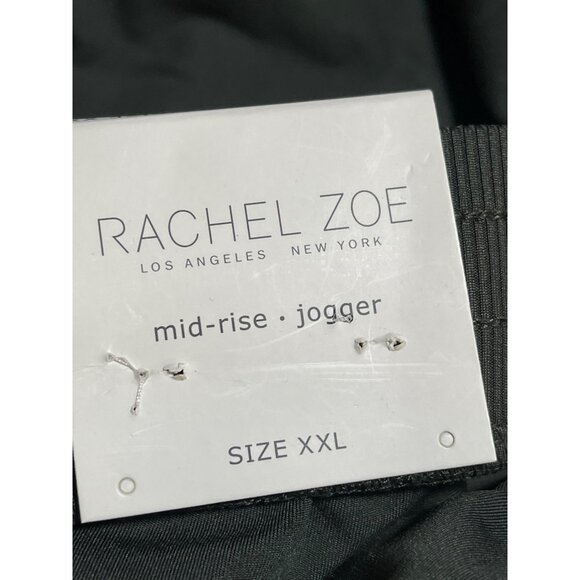 RACHEL ZOE
LOS ANGELES NEW YORK
mid-rise • jogger
SIZE XXL